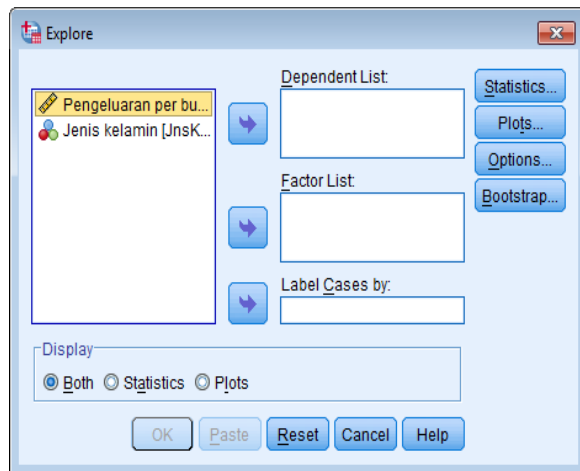 Explore
Pengeluaran per bu...
Jenis kelamin [JnsK...
Dependent List:
Factor List:
Label Cases by:
Statistics...
Plots...
Options...
Bootstrap...
Display
Both Statistics Plots
OK Paste Reset Cancel Help